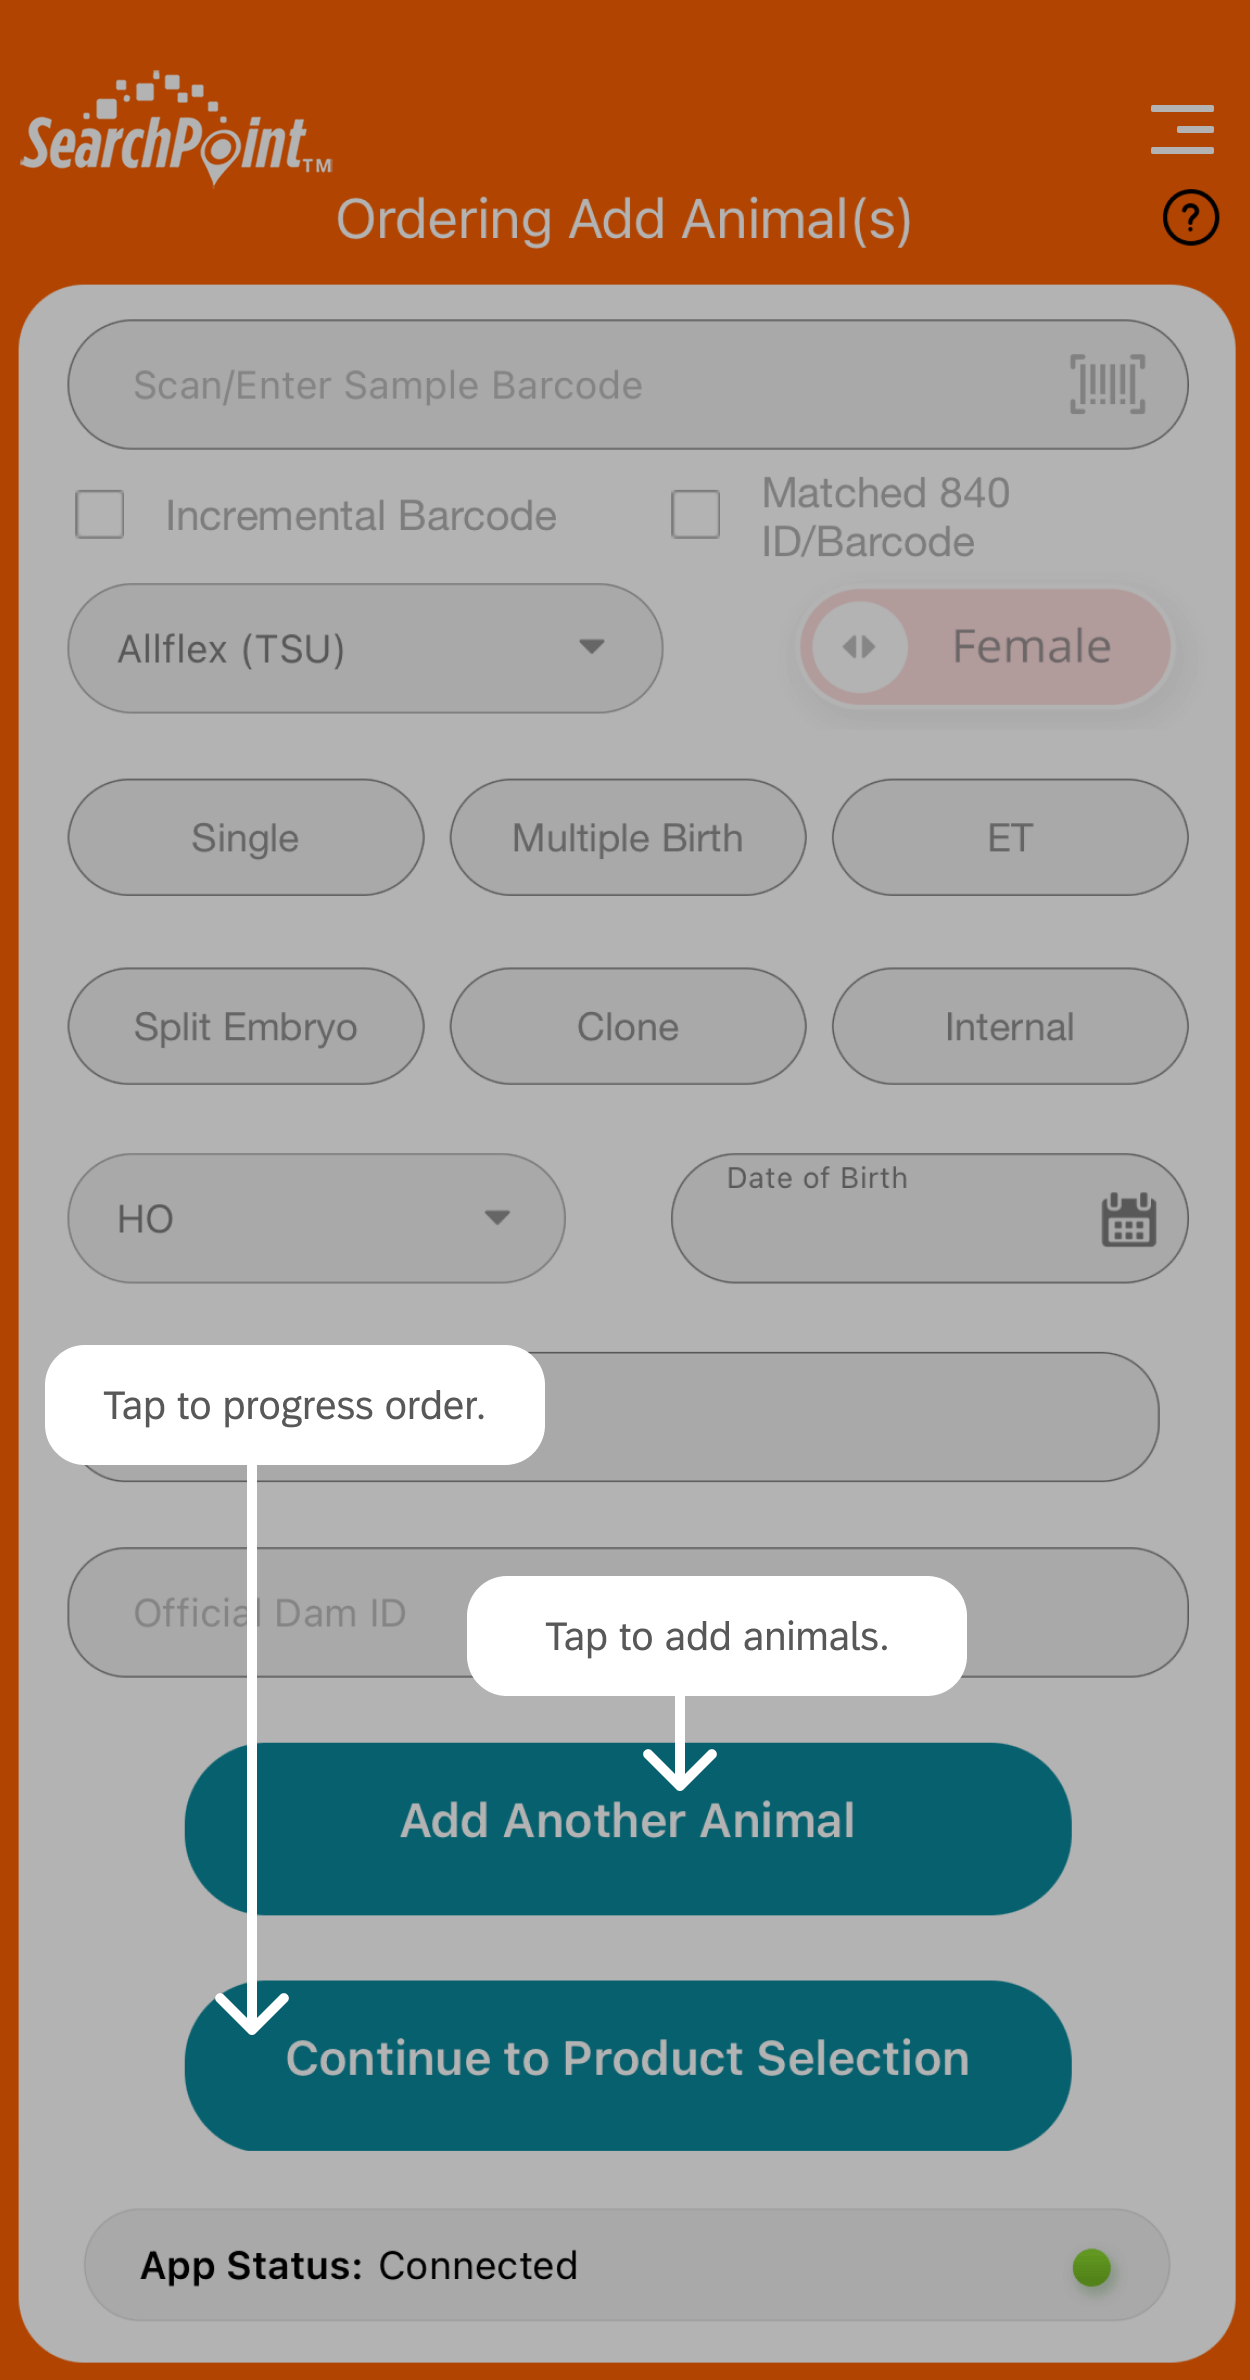 SearchPoint™
Ordering Add Animal(s)
?
Scan/Enter Sample Barcode
Incremental Barcode
Matched 840
ID/Barcode
Allflex (TSU)
Female
Single
Multiple Birth
ET
Split Embryo
Clone
Internal
HO
Date of Birth
Tap to progress order.
Official Dam ID
Tap to add animals.
Add Another Animal
Continue to Product Selection
App Status: Connected